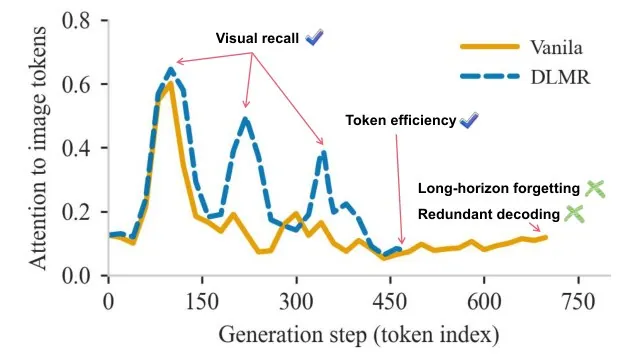 0.8
0.6
0.4
0.2
0.0
Attention to image tokens
Visual recall
Vanila
DLMR
Token efficiency
Long-horizon forgetting
Redundant decoding
0
150
300
450
600
750
Generation step (token index)